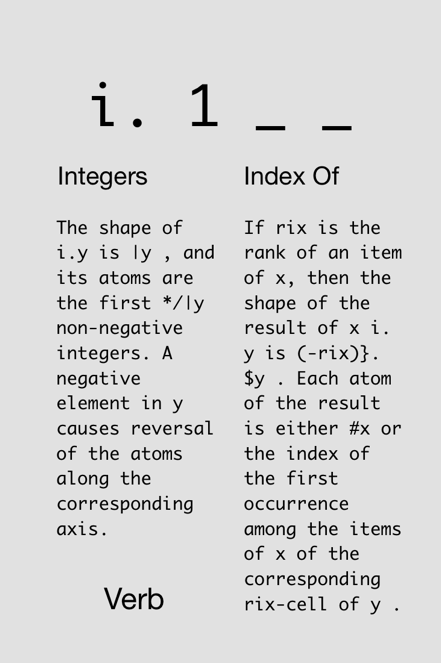 i. 1 _ _
Integers
The shape of
i.y is |y , and
its atoms are
the first */|y
non-negative
integers. A
negative
element in y
causes reversal
of the atoms
along the
corresponding
axis.
Verb
Index Of
If rix is the
rank of an item
of x, then the
shape of the
result of x i.
y is (-rix)}.
$y . Each atom
of the result
is either #x or
the index of
the first
occurrence
among the items
of x of the
corresponding
rix-cell of y .